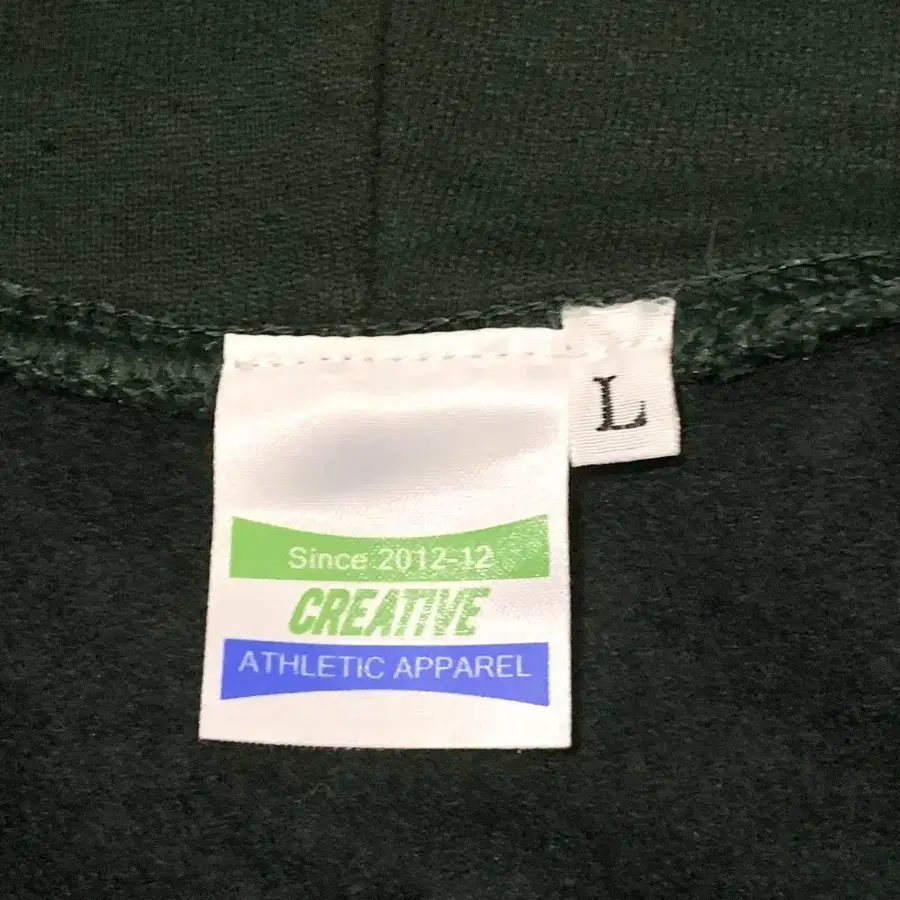 L
Since 2012-12
CREATIVE
ATHLETIC APPAREL